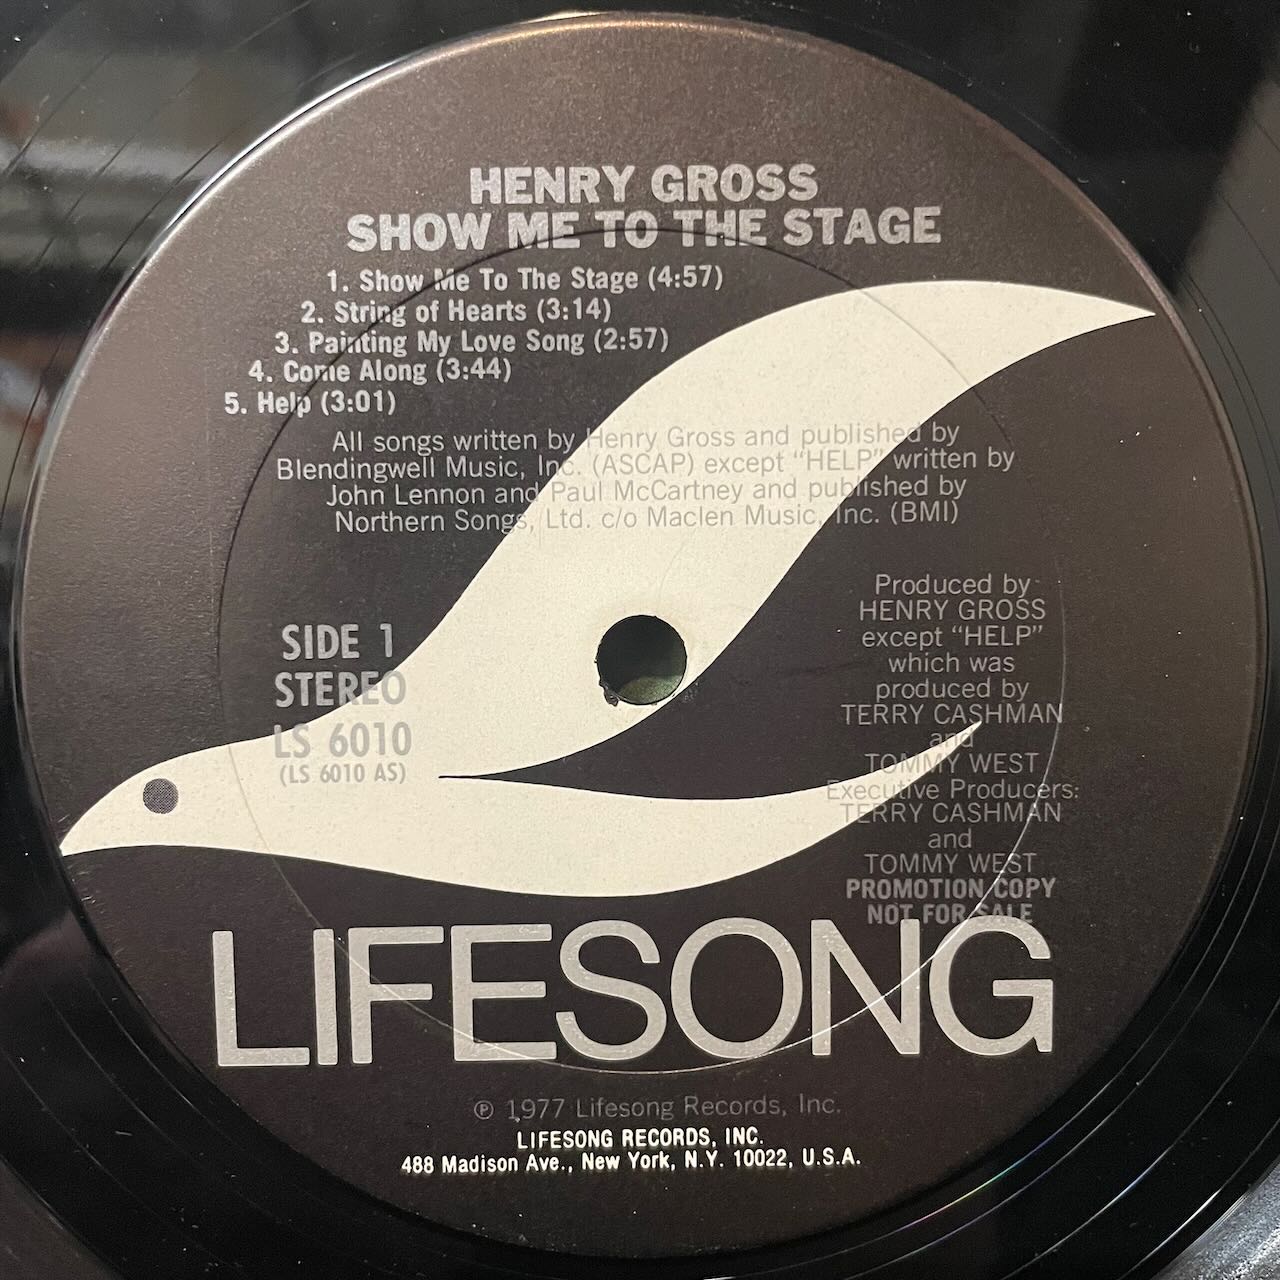 HENRY GROSS
SHOW ME TO THE STAGE
1. Show Me To The Stage (4:57)
2. String of Hearts (3:14)
3. Painting My Love Song (2:57)
4. Come Along (3:44)
5. Help (3:01)
All songs written by Henry Gross and published by
Blendingwell Music, Inc. (ASCAP) except "HELP" written by
John Lennon and Paul McCartney and published by
Northern Songs, Ltd. c/o Maclen Music, Inc. (BMI)
SIDE 1
STEREO
LS 6010
(LS 6010 AS)
Produced by
HENRY GROSS
except "HELP"
which was
produced by
TERRY CASHMAN
and
TOMMY WEST
Executive Producers:
TERRY CASHMAN
and
TOMMY WEST
PROMOTION COPY
NOT FOR SALE
LIFESONG
℗ 1977 Lifesong Records, Inc.
LIFESONG RECORDS, INC.
488 Madison Ave., New York, N.Y. 10022, U.S.A.